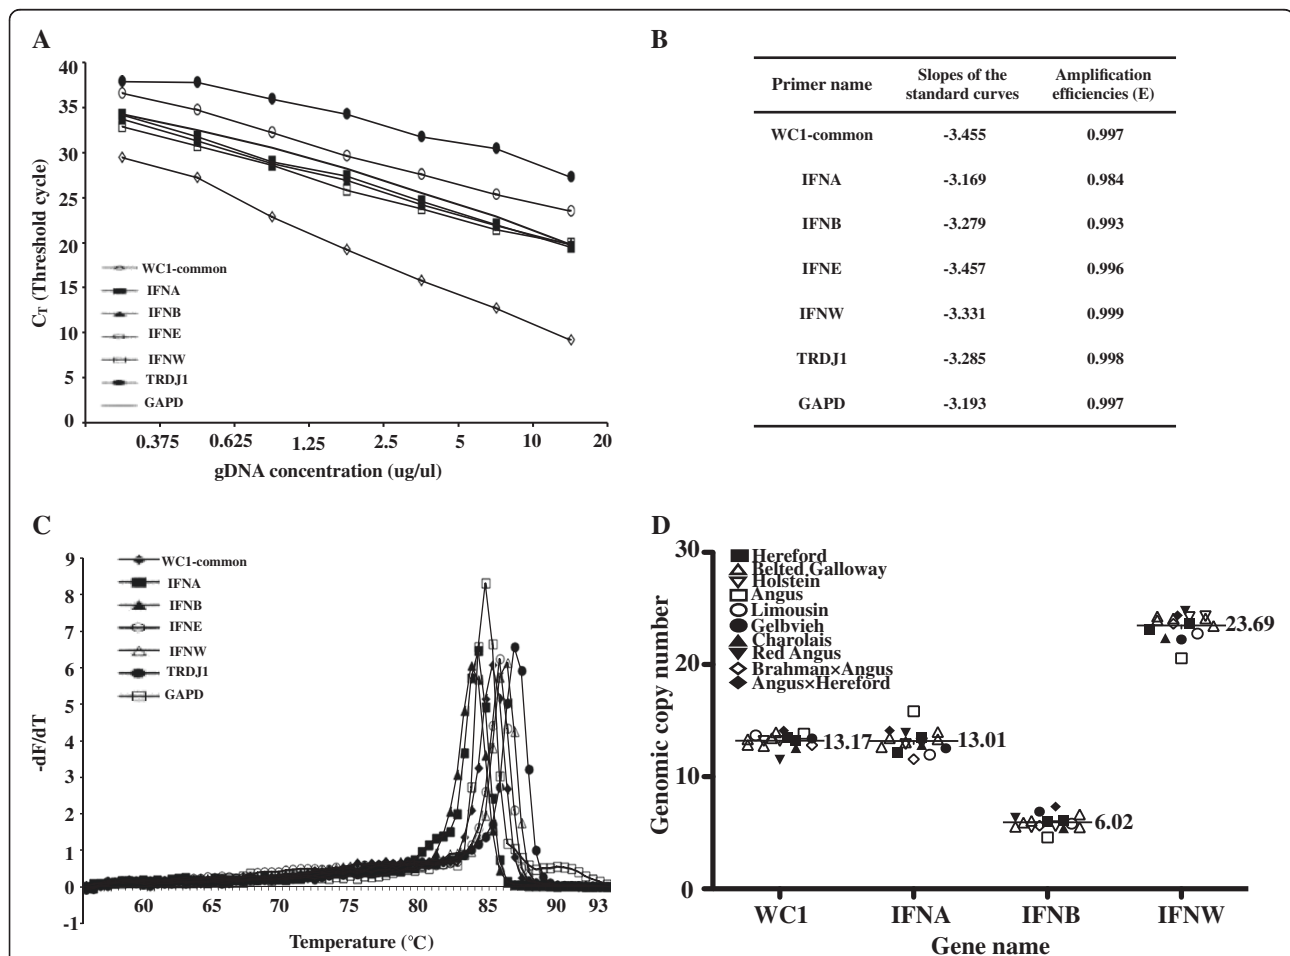 A
40
35
30
25
20
15
10
5
0
C_T (Threshold cycle)
WC1-common
IFNA
IFNB
IFNE
IFNW
TRDJ1
GAPD
0.375 0.625 1.25 2.5 5 10 20
gDNA concentration (ug/ul)
B
Primer name Slopes of the standard curves Amplification efficiencies (E)
WC1-common -3.455 0.997
IFNA -3.169 0.984
IFNB -3.279 0.993
IFNE -3.457 0.996
IFNW -3.331 0.999
TRDJ1 -3.285 0.998
GAPD -3.193 0.997
C
9
8
7
6
5
4
3
2
1
0
-1
-dF/dT
WC1-common
IFNA
IFNB
IFNE
IFNW
TRDJ1
GAPD
60 65 70 75 80 85 90 93
Temperature (°C)
D
30
20
10
0
Genomic copy number
Hereford
Belted Galloway
Holstein
Angus
Limousin
Gelbvieh
Charolais
Red Angus
Brahman×Angus
Angus×Hereford
13.17
13.01
6.02
23.69
WC1 IFNA IFNB IFNW
Gene name